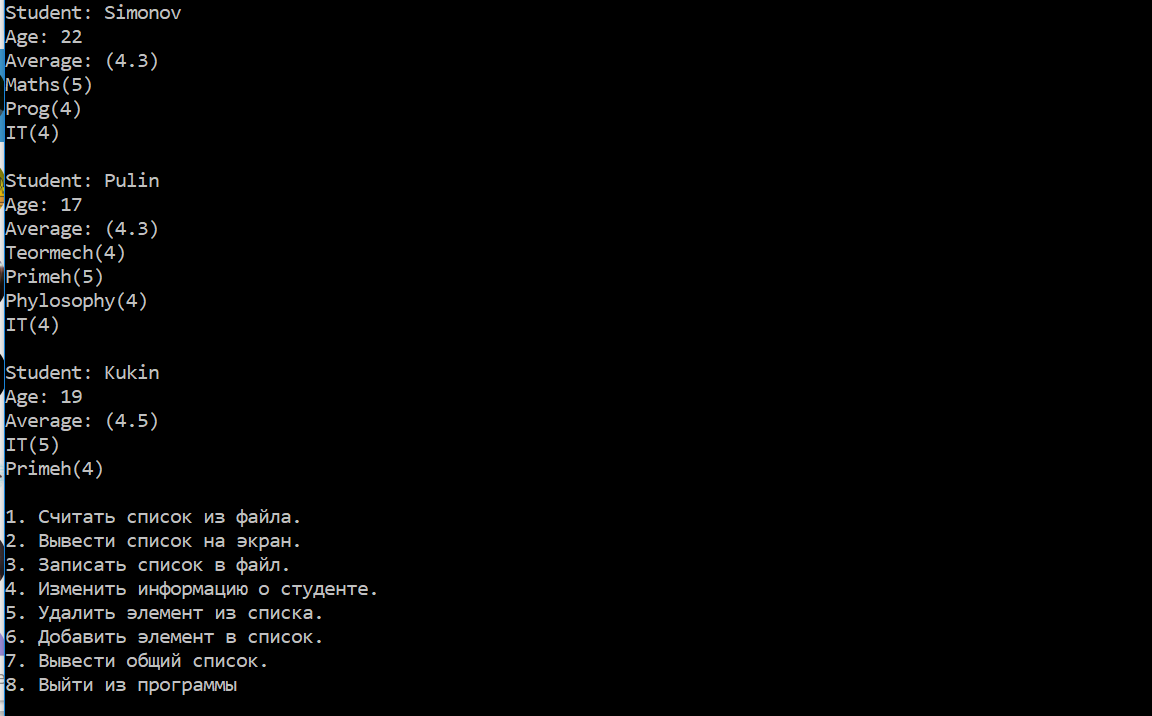 Student: Simonov
Age: 22
Average: (4.3)
Maths(5)
Prog(4)
IT(4)
Student: Pulin
Age: 17
Average: (4.3)
Teormech(4)
Primeh(5)
Phylosophy(4)
IT(4)
Student: Kukin
Age: 19
Average: (4.5)
IT(5)
Primeh(4)
1. Считать список из файла.
2. Вывести список на экран.
3. Записать список в файл.
4. Изменить информацию о студенте.
5. Удалить элемент из списка.
6. Добавить элемент в список.
7. Вывести общий список.
8. Выйти из программы